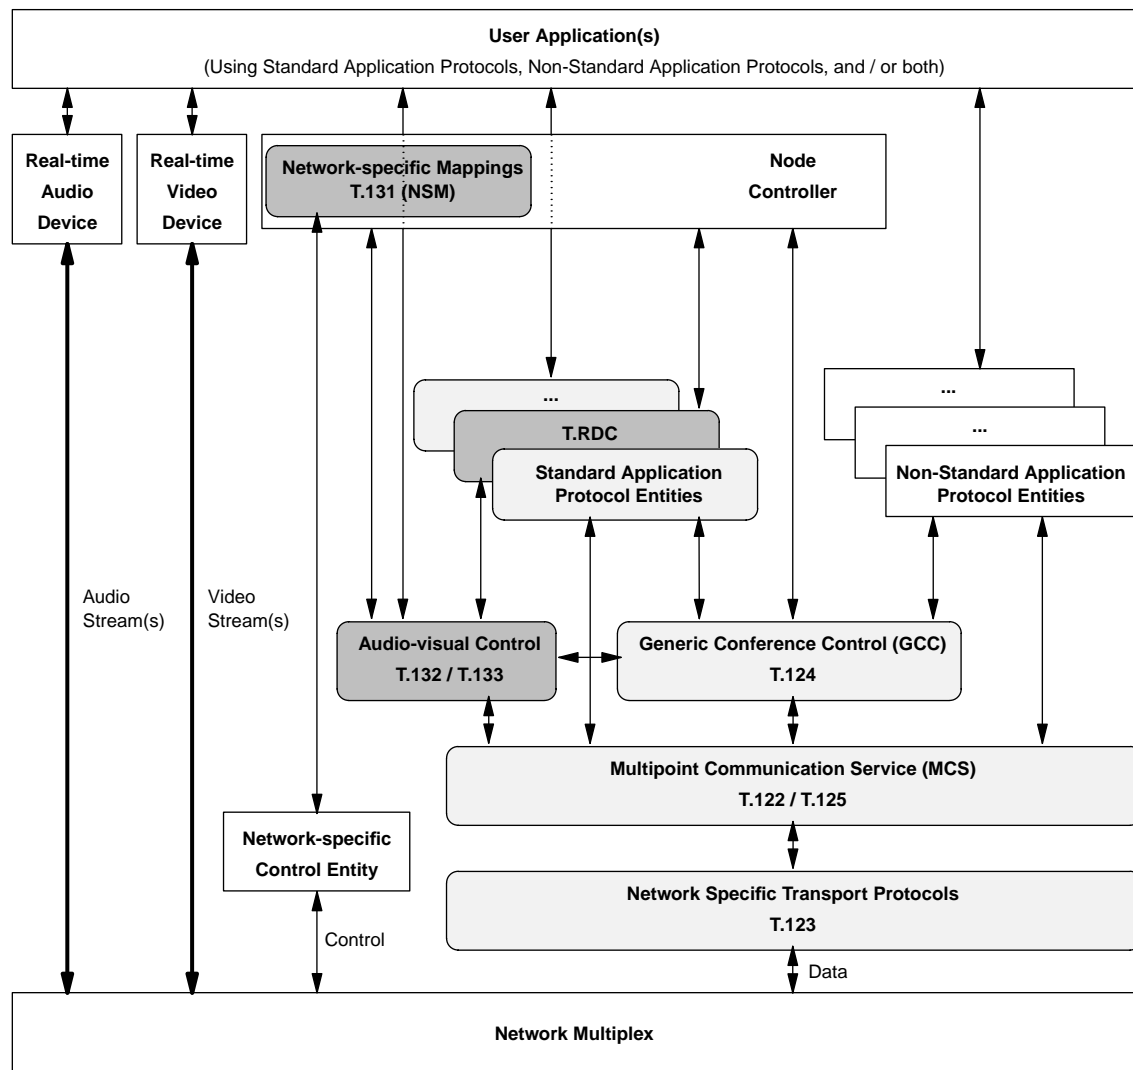 User Application(s)
(Using Standard Application Protocols, Non-Standard Application Protocols, and / or both)
Real-time
Audio
Device
Real-time
Video
Device
Network-specific Mappings
T.131 (NSM)
Node
Controller
...
T.RDC
Standard Application
Protocol Entities
...
...
Non-Standard Application
Protocol Entities
Audio
Stream(s)
Video
Stream(s)
Audio-visual Control
T.132 / T.133
Generic Conference Control (GCC)
T.124
Multipoint Communication Service (MCS)
T.122 / T.125
Network-specific
Control Entity
Network Specific Transport Protocols
T.123
Control
Data
Network Multiplex